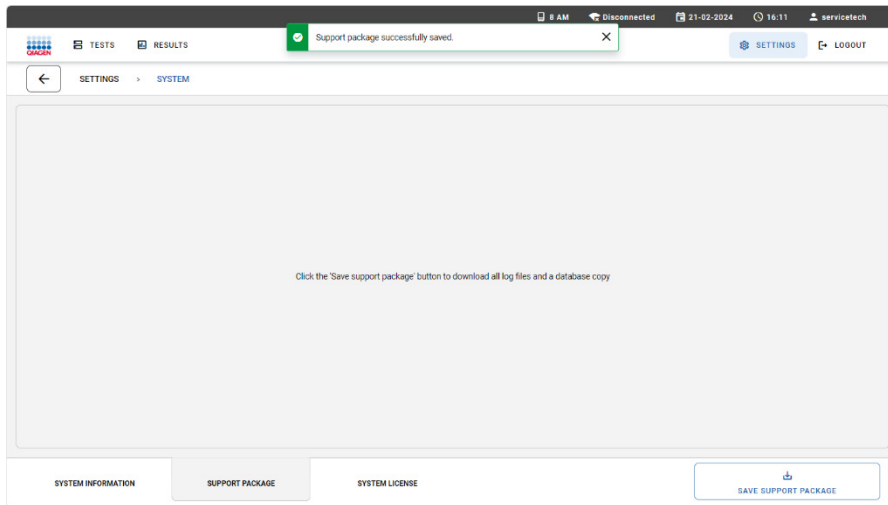 8 AM Disconnected 21-02-2024 16:11 servicetech
QIAGEN TESTS RESULTS Support package successfully saved. SETTINGS LOGOUT
SETTINGS > SYSTEM
Click the 'Save support package' button to download all log files and a database copy
SYSTEM INFORMATION SUPPORT PACKAGE SYSTEM LICENSE
SAVE SUPPORT PACKAGE